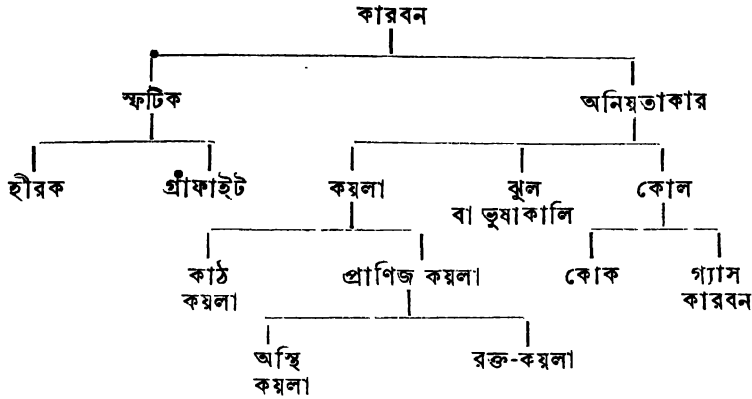 কারবন
স্ফটিক অনিয়তাকার
হীরক গ্রাফাইট কয়লা ঝুল কোল
বা ভুষাকালি
কাঠ প্রাণিজ কয়লা কোক গ্যাস
কয়লা কারবন
অস্থি রক্ত-কয়লা
কয়লা